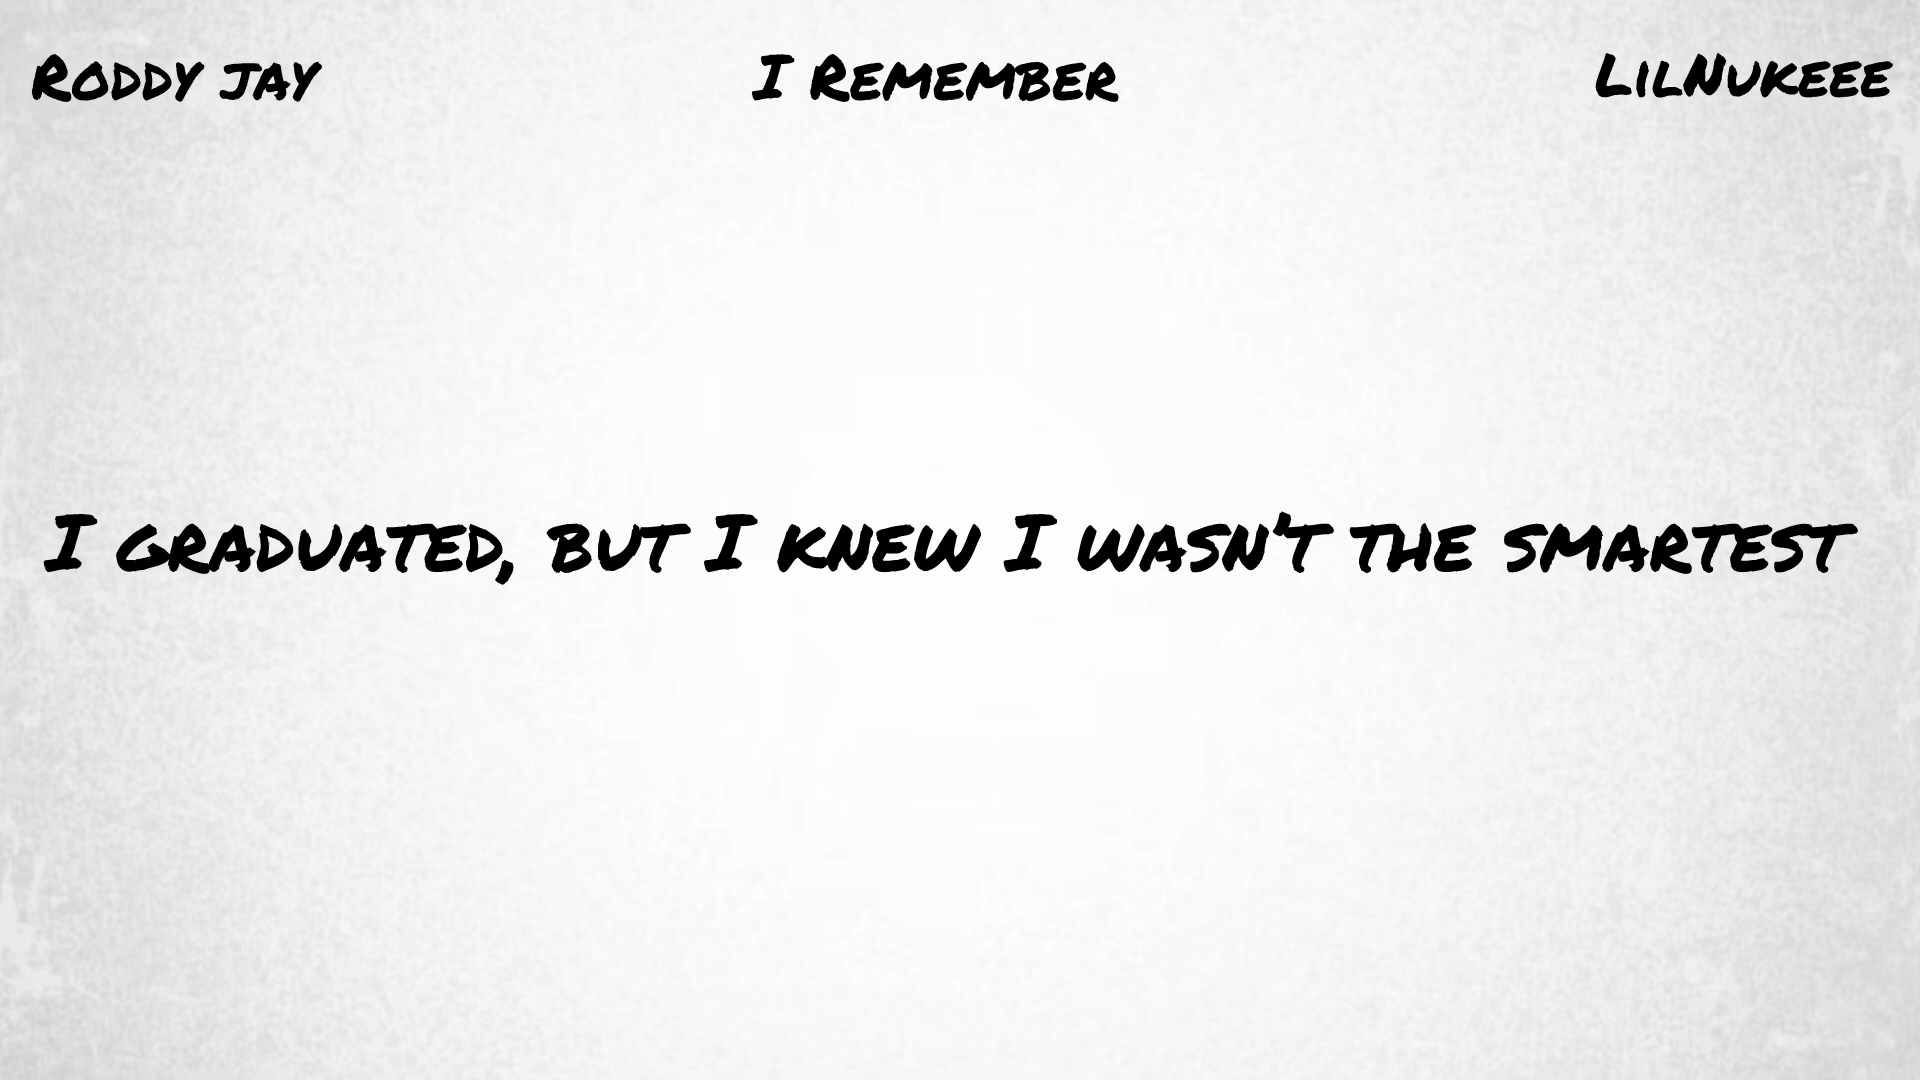 Roddy jay
I Remember
LilNukeee
I graduated, but I knew I wasn't the smartest